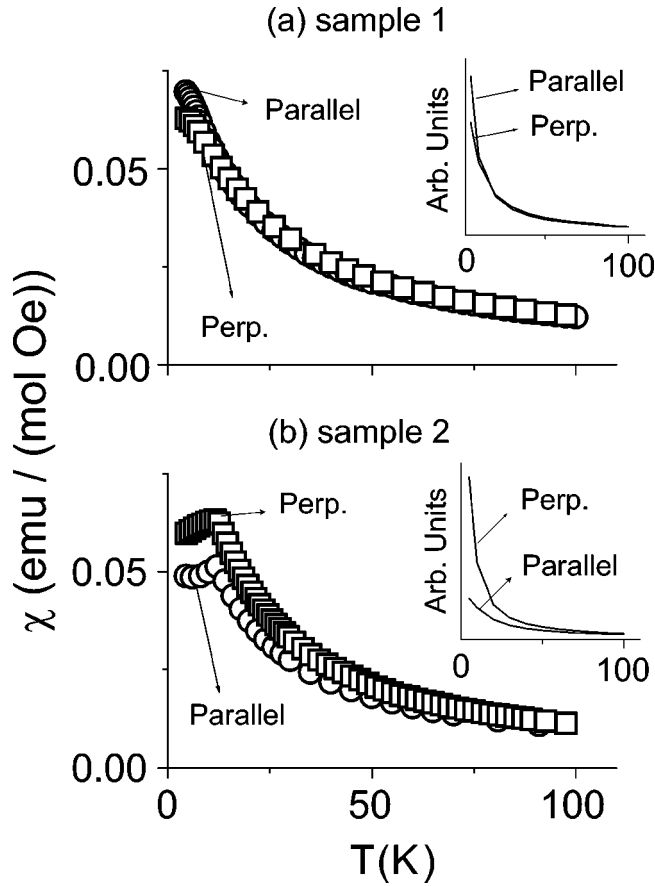 (a) sample 1
Parallel
Perp.
0.05
0.00
Arb. Units
Parallel
Perp.
0
100
χ (emu / (mol Oe))
(b) sample 2
Perp.
Parallel
0.05
0.00
Arb. Units
Perp.
Parallel
0
100
0
50
100
T(K)